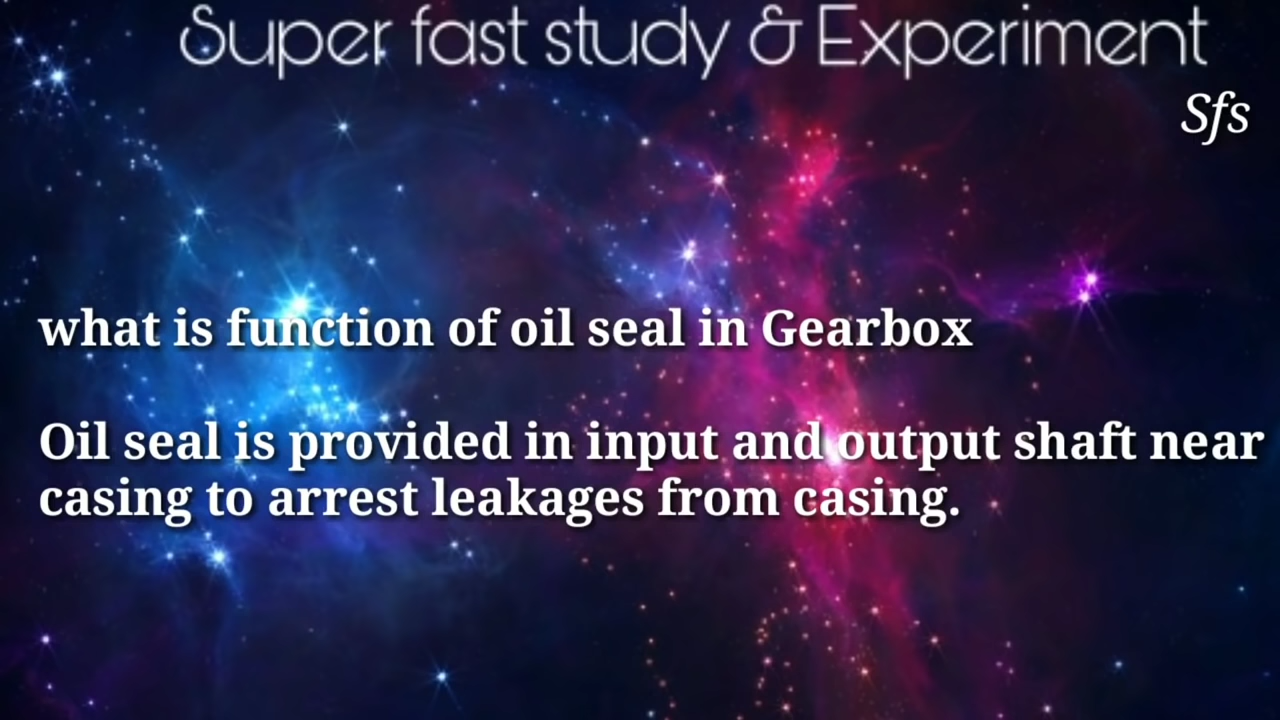 Super fast study & Experiment
Sfs
what is function of oil seal in Gearbox
Oil seal is provided in input and output shaft near
casing to arrest leakages from casing.